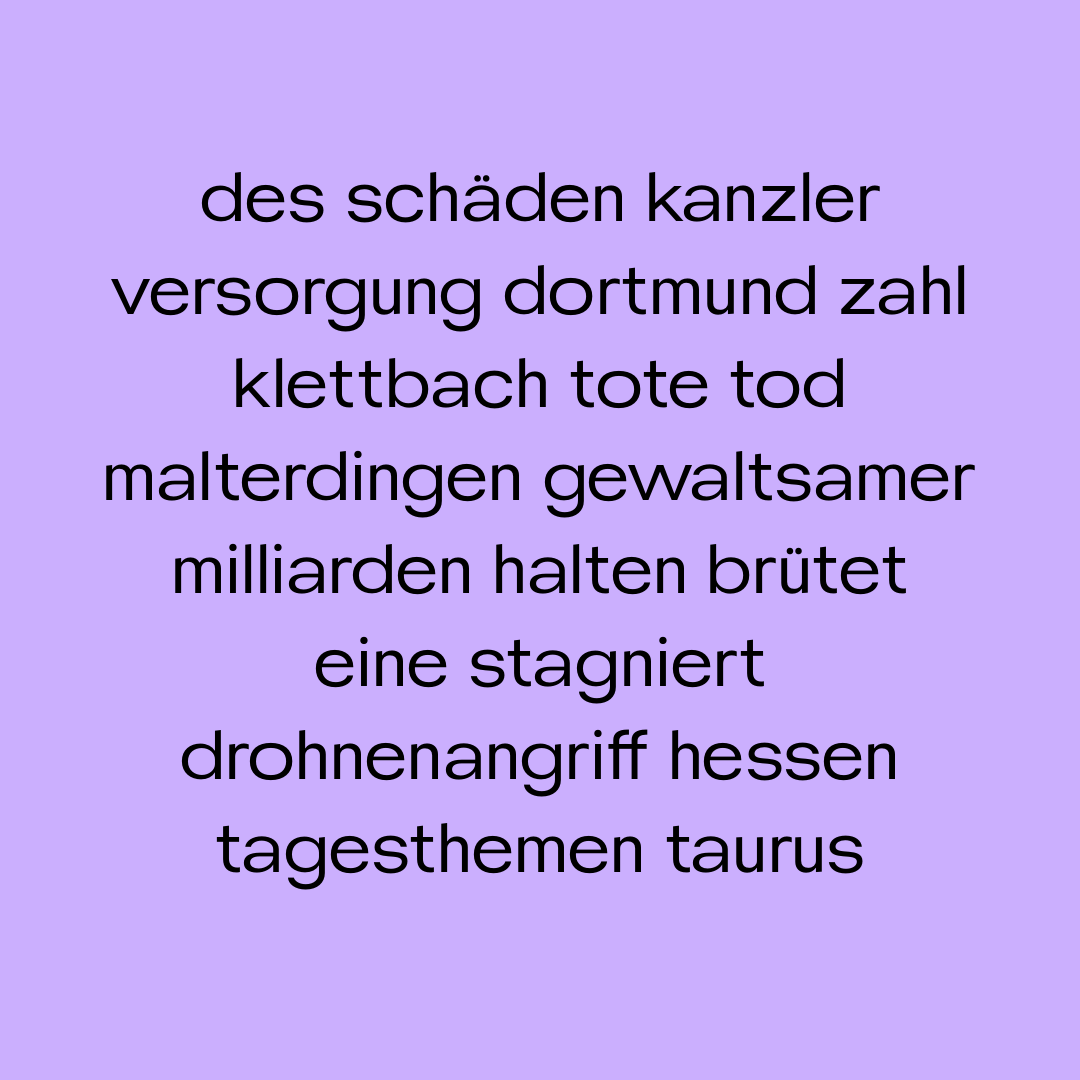 des schäden kanzler
versorgung dortmund zahl
klettbach tote tod
malterdingen gewaltsamer
milliarden halten brütet
eine stagniert
drohnenangriff hessen
tagesthemen taurus